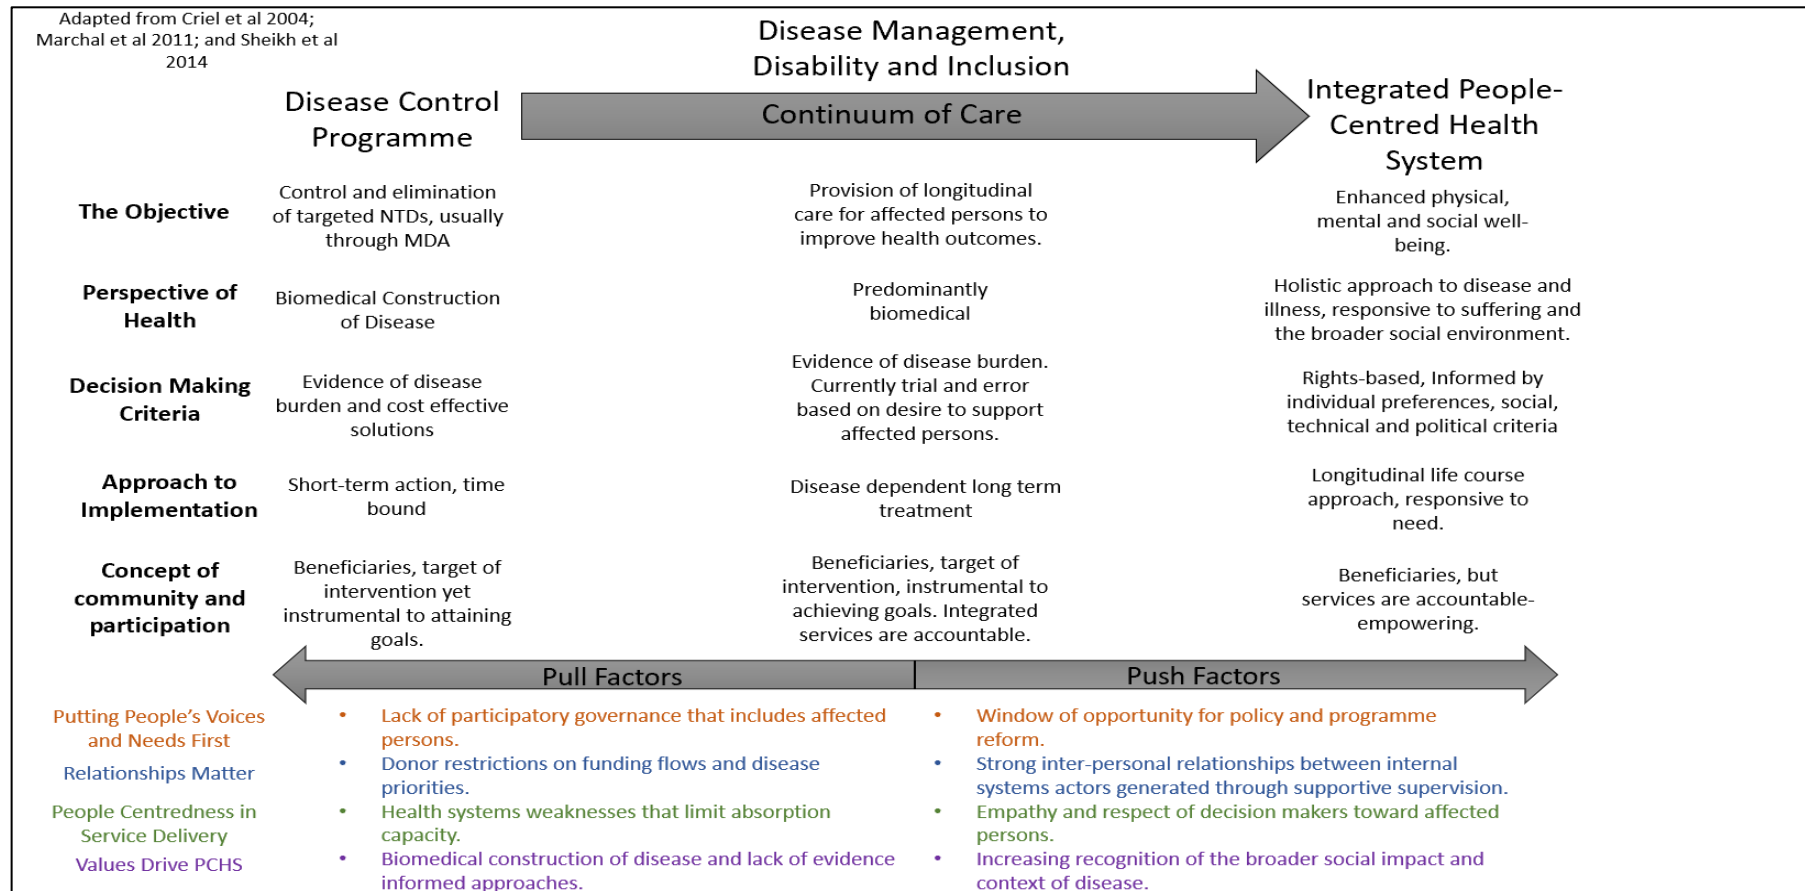 Adapted from Criel et al 2004;
Marchal et al 2011; and Sheikh et al
2014
Disease Management,
Disability and Inclusion
Disease Control
Programme
Continuum of Care
Integrated People-
Centred Health
System
The Objective
Control and elimination
of targeted NTDs, usually
through MDA
Provision of longitudinal
care for affected persons to
improve health outcomes.
Enhanced physical,
mental and social well-
being.
Perspective of
Health
Biomedical Construction
of Disease
Predominantly
biomedical
Holistic approach to disease and
illness, responsive to suffering and
the broader social environment.
Decision Making
Criteria
Evidence of disease
burden and cost effective
solutions
Evidence of disease burden.
Currently trial and error
based on desire to support
affected persons.
Rights-based, Informed by
individual preferences, social,
technical and political criteria
Approach to
Implementation
Short-term action, time
bound
Disease dependent long term
treatment
Longitudinal life course
approach, responsive to
need.
Concept of
community and
participation
Beneficiaries, target of
intervention yet
instrumental to attaining
goals.
Beneficiaries, target of
intervention, instrumental to
achieving goals. Integrated
services are accountable.
Beneficiaries, but
services are accountable-
empowering.
Pull Factors
Push Factors
Putting People's Voices
and Needs First
• Lack of participatory governance that includes affected
persons.
• Window of opportunity for policy and programme
reform.
Relationships Matter
• Donor restrictions on funding flows and disease
priorities.
• Strong inter-personal relationships between internal
systems actors generated through supportive supervision.
People Centredness in
Service Delivery
• Health systems weaknesses that limit absorption
capacity.
• Empathy and respect of decision makers toward affected
persons.
Values Drive PCHS
• Biomedical construction of disease and lack of evidence
informed approaches.
• Increasing recognition of the broader social impact and
context of disease.